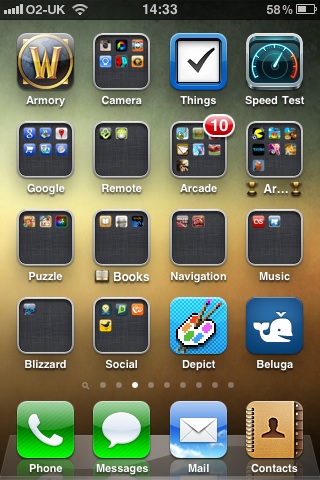 O2-UK 14:33 58%
W
Armory Camera Things Speed Test
10
Google Remote Arcade Ar...
Puzzle Books Navigation Music
Blizzard Social Depict Beluga
Phone Messages Mail Contacts